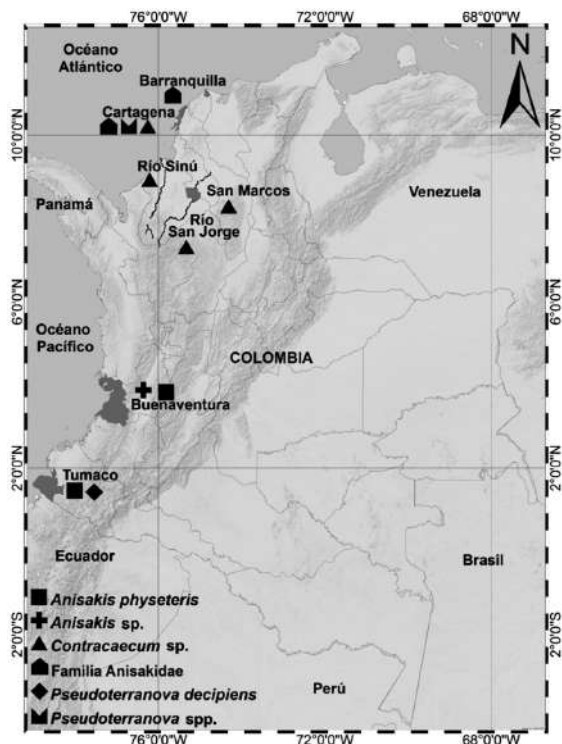 76°0'0"W
72°0'0"W
68°0'0"W
Océano
Atlántico
N
Barranquilla
Cartagena
10°0'0"N
10°0'0"N
Río Sinú
San Marcos
Venezuela
Panamá
Río
San Jorge
6°0'0"N
6°0'0"N
Océano
Pacífico
COLOMBIA
Buenaventura
2°0'0"N
2°0'0"N
Tumaco
Ecuador
Brasil
Anisakis physeteris
Anisakis sp.
2°0'0"S
2°0'0"S
Contracaecum sp.
Familia Anisakidae
Pseudoterranova decipiens
Perú
Pseudoterranova spp.
76°0'0"W
72°0'0"W
68°0'0"W